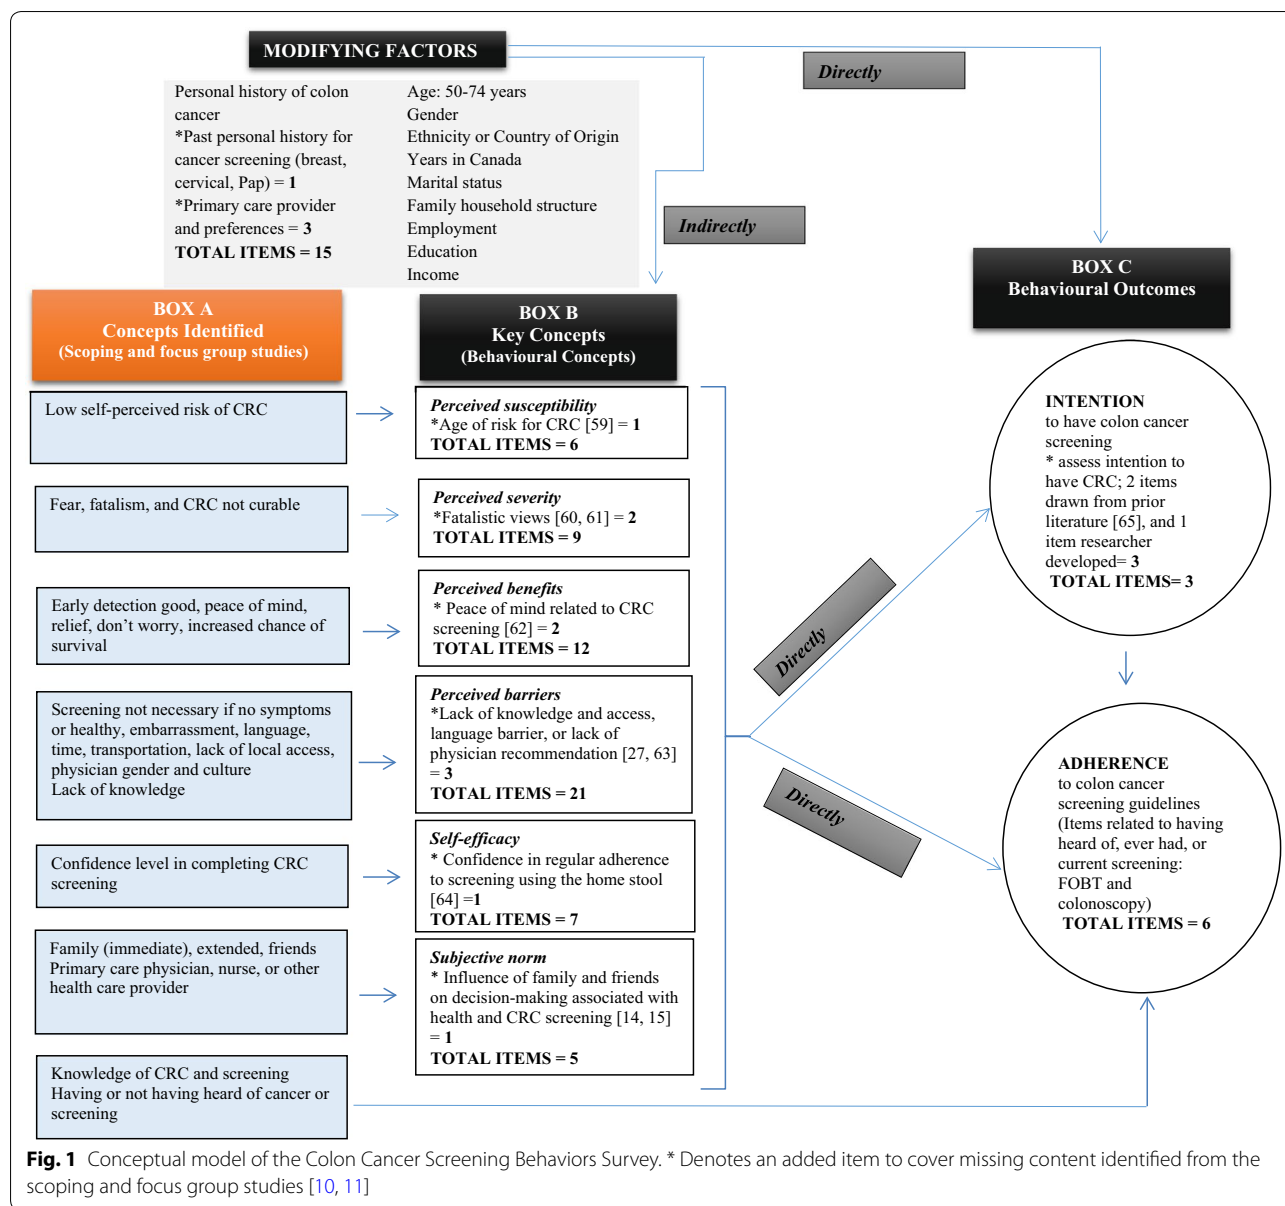 MODIFYING FACTORS
Directly
Personal history of colon
cancer
*Past personal history for
cancer screening (breast,
cervical, Pap) = 1
*Primary care provider
and preferences = 3
TOTAL ITEMS = 15
Age: 50-74 years
Gender
Ethnicity or Country of Origin
Years in Canada
Marital status
Family household structure
Employment
Education
Income
Indirectly
BOX A
Concepts Identified
(Scoping and focus group studies)
BOX B
Key Concepts
(Behavioural Concepts)
BOX C
Behavioural Outcomes
Low self-perceived risk of CRC
Perceived susceptibility
*Age of risk for CRC [59] = 1
TOTAL ITEMS = 6
Fear, fatalism, and CRC not curable
Perceived severity
*Fatalistic views [60, 61] = 2
TOTAL ITEMS = 9
Early detection good, peace of mind,
relief, don't worry, increased chance of
survival
Perceived benefits
* Peace of mind related to CRC
screening [62] = 2
TOTAL ITEMS = 12
Screening not necessary if no symptoms
or healthy, embarrassment, language,
time, transportation, lack of local access,
physician gender and culture
Lack of knowledge
Perceived barriers
*Lack of knowledge and access,
language barrier, or lack of
physician recommendation [27, 63]
= 3
TOTAL ITEMS = 21
Confidence level in completing CRC
screening
Self-efficacy
* Confidence in regular adherence
to screening using the home stool
[64] =1
TOTAL ITEMS = 7
Family (immediate), extended, friends
Primary care physician, nurse, or other
health care provider
Subjective norm
* Influence of family and friends
on decision-making associated with
health and CRC screening [14, 15]
= 1
TOTAL ITEMS = 5
Knowledge of CRC and screening
Having or not having heard of cancer or
screening
Directly
Directly
INTENTION
to have colon cancer
screening
* assess intention to
have CRC; 2 items
drawn from prior
literature [65], and 1
item researcher
developed= 3
TOTAL ITEMS= 3
ADHERENCE
to colon cancer
screening guidelines
(Items related to having
heard of, ever had, or
current screening:
FOBT and
colonoscopy)
TOTAL ITEMS = 6
Fig. 1 Conceptual model of the Colon Cancer Screening Behaviors Survey. * Denotes an added item to cover missing content identified from the
scoping and focus group studies [10, 11]